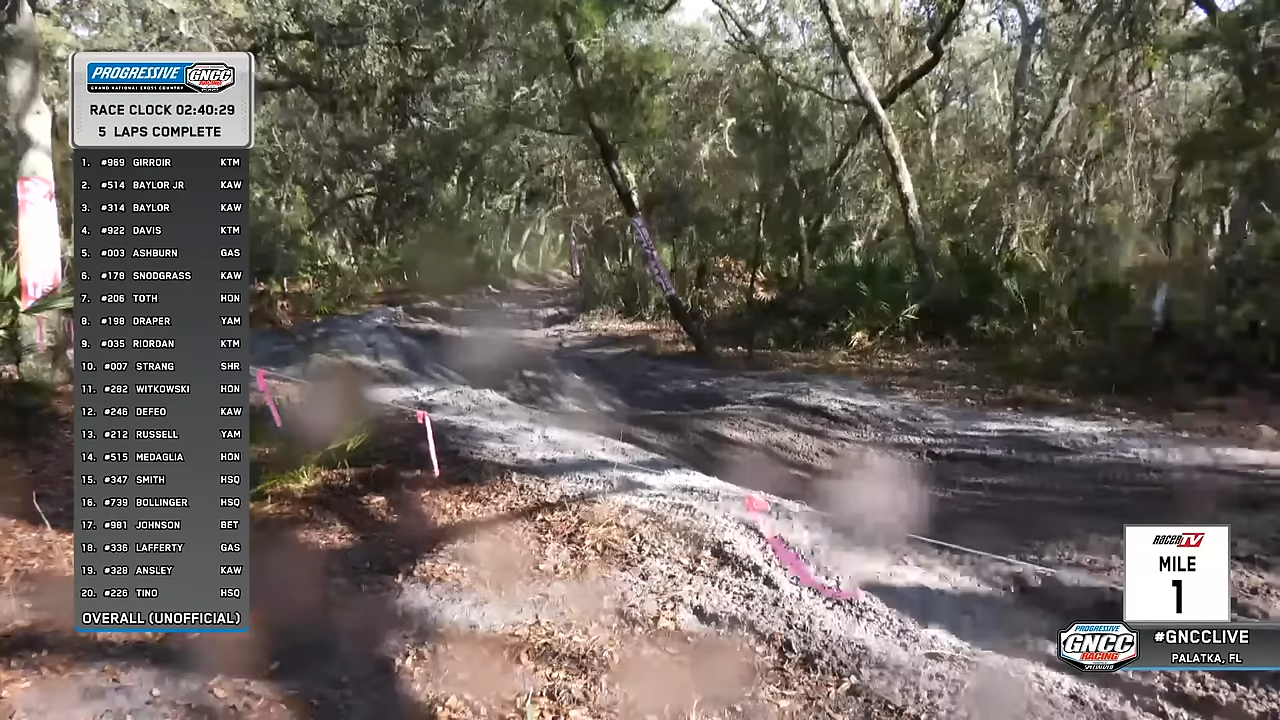 PROGRESSIVE GNCC RACING
GRAND NATIONAL CROSS COUNTRY
RACE CLOCK 02:40:29
5 LAPS COMPLETE
1. #969 GIRROIR KTM
2. #514 BAYLOR JR KAW
3. #314 BAYLOR KAW
4. #922 DAVIS KTM
5. #003 ASHBURN GAS
6. #178 SNODGRASS KAW
7. #206 TOTH HON
8. #198 DRAPER YAM
9. #035 RIORDAN KTM
10. #007 STRANG SHR
11. #282 WITKOWSKI HON
12. #246 DEFEO KAW
13. #212 RUSSELL YAM
14. #515 MEDAGLIA HON
15. #347 SMITH HSQ
16. #739 BOLLINGER HSQ
17. #981 JOHNSON BET
18. #336 LAFFERTY GAS
19. #328 ANSLEY KAW
20. #226 TINO HSQ
OVERALL (UNOFFICIAL)
RACER TV
MILE
1
PROGRESSIVE
GNCC
RACING
SPECIALIZED
#GNCCLIVE
PALATKA, FL